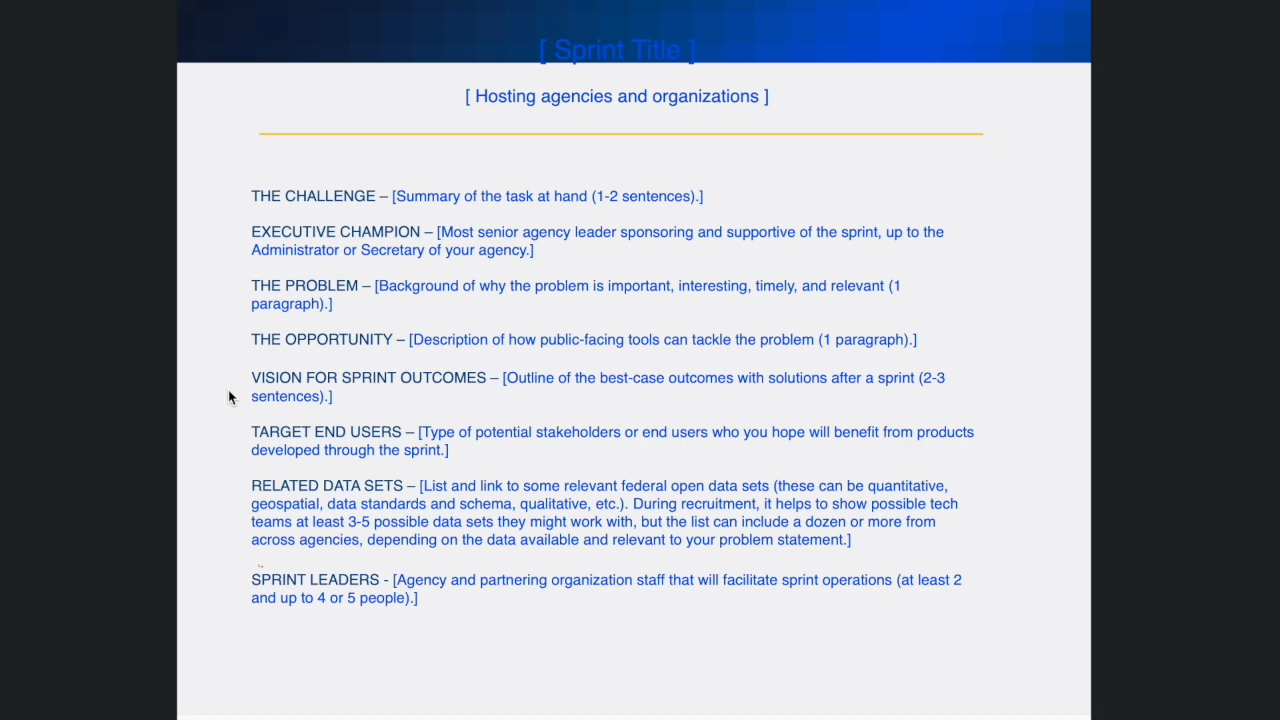 [ Sprint Title ]
[ Hosting agencies and organizations ]
THE CHALLENGE – [Summary of the task at hand (1-2 sentences).]
EXECUTIVE CHAMPION – [Most senior agency leader sponsoring and supportive of the sprint, up to the
Administrator or Secretary of your agency.]
THE PROBLEM – [Background of why the problem is important, interesting, timely, and relevant (1
paragraph).]
THE OPPORTUNITY – [Description of how public-facing tools can tackle the problem (1 paragraph).]
VISION FOR SPRINT OUTCOMES – [Outline of the best-case outcomes with solutions after a sprint (2-3
sentences).]
TARGET END USERS – [Type of potential stakeholders or end users who you hope will benefit from products
developed through the sprint.]
RELATED DATA SETS – [List and link to some relevant federal open data sets (these can be quantitative,
geospatial, data standards and schema, qualitative, etc.). During recruitment, it helps to show possible tech
teams at least 3-5 possible data sets they might work with, but the list can include a dozen or more from
across agencies, depending on the data available and relevant to your problem statement.]
SPRINT LEADERS - [Agency and partnering organization staff that will facilitate sprint operations (at least 2
and up to 4 or 5 people).]